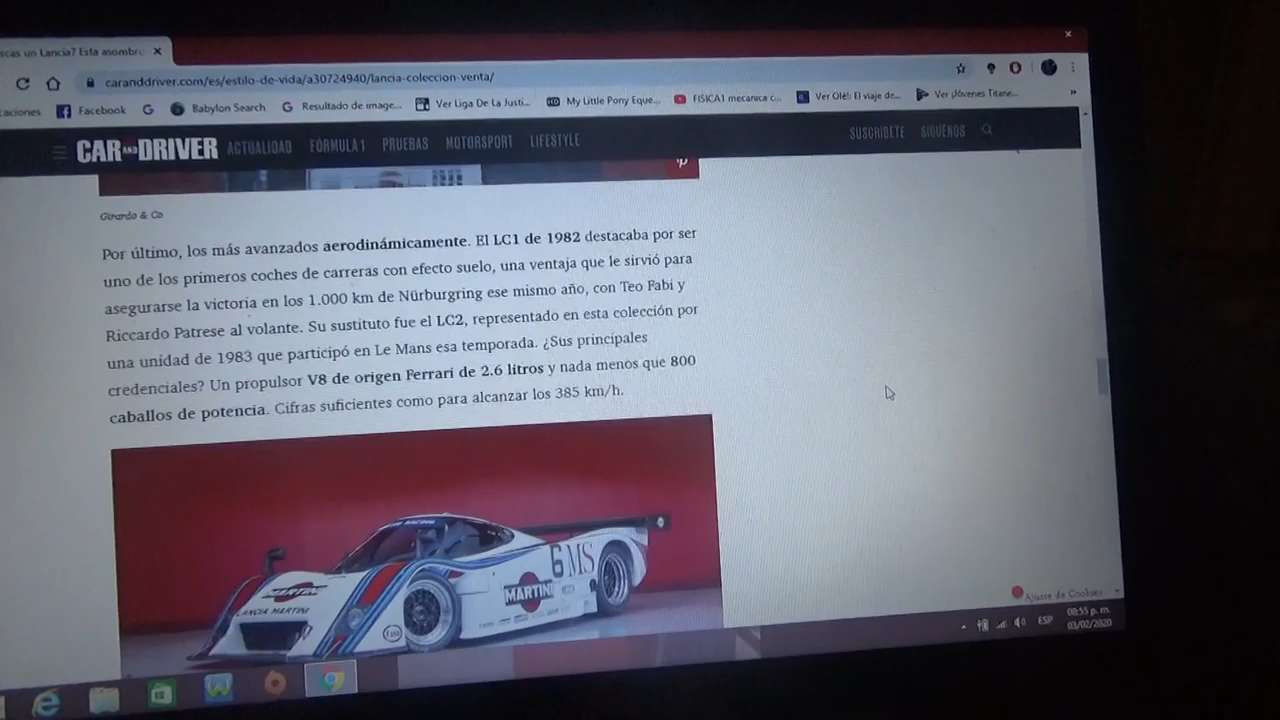 scas un Lancia? Esta asombro
caranddriver.com/es/estilo-de-vida/a30724940/lancia-coleccion-venta/
caciones Facebook Babylon Search Resultado de image... Ver Liga De La Justi... My Little Pony Eque... FISICA1 mecanica c... Ver Olé!: El viaje de... Ver Jóvenes Titane...
CAR AND DRIVER ACTUALIDAD FÓRMULA 1 PRUEBAS MOTORSPORT LIFESTYLE SUSCRÍBETE SÍGUENOS
Girardo & Co
Por último, los más avanzados aerodinámicamente. El LC1 de 1982 destacaba por ser
uno de los primeros coches de carreras con efecto suelo, una ventaja que le sirvió para
asegurarse la victoria en los 1.000 km de Nürburgring ese mismo año, con Teo Fabi y
Riccardo Patrese al volante. Su sustituto fue el LC2, representado en esta colección por
una unidad de 1983 que participó en Le Mans esa temporada. ¿Sus principales
credenciales? Un propulsor V8 de origen Ferrari de 2.6 litros y nada menos que 800
caballos de potencia. Cifras suficientes como para alcanzar los 385 km/h.
6 MS
MARTINI
MARTINI
LANCIA MARTINI
Ajuste de Cookies
ESP
08:55 p. m.
03/02/2020